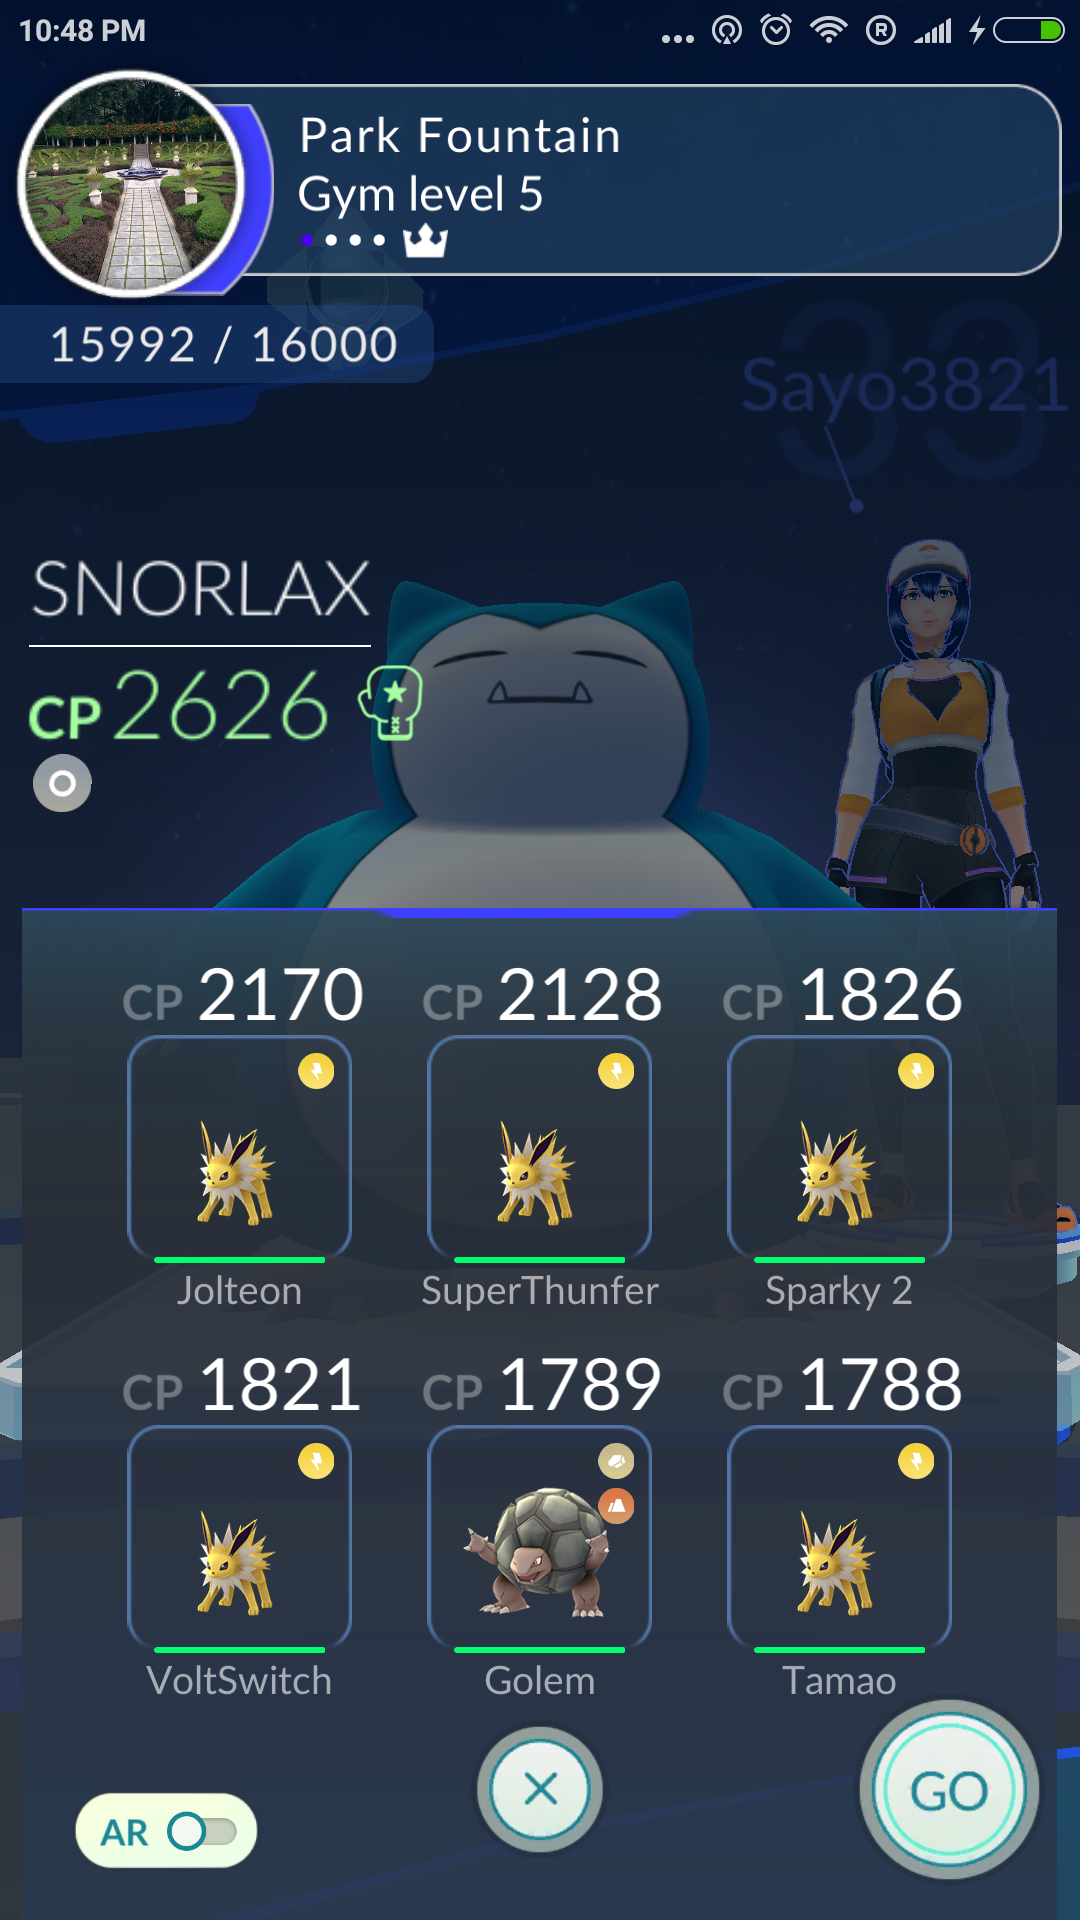 10:48 PM
Park Fountain
Gym level 5
15992 / 16000
33
Sayo3821
SNORLAX
CP 2626
CP 2170
CP 2128
CP 1826
Jolteon
SuperThunfer
Sparky 2
CP 1821
CP 1789
CP 1788
VoltSwitch
Golem
Tamao
AR
GO